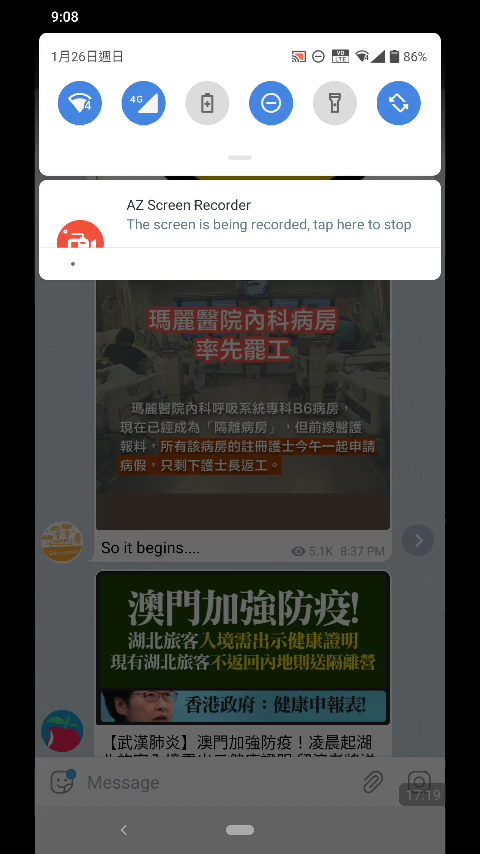 9:08
1月26日週日
VO
LTE
4
86%
4
4G
AZ Screen Recorder
The screen is being recorded, tap here to stop
瑪麗醫院內科病房
率先罷工
瑪麗醫院內科呼吸系統專科B6病房，
現在已經成為「隔離病房」，但前線醫護
報料，所有該病房的註冊護士今午一起申請
病假，只剩下護士長返工。
So it begins....
5.1K 8:37 PM
澳門加強防疫!
湖北旅客入境需出示健康證明
現有湖北旅客不返回內地則送隔離營
香港政府：健康申報表!
【武漢肺炎】澳門加強防疫！凌晨起湖
Message
17:19